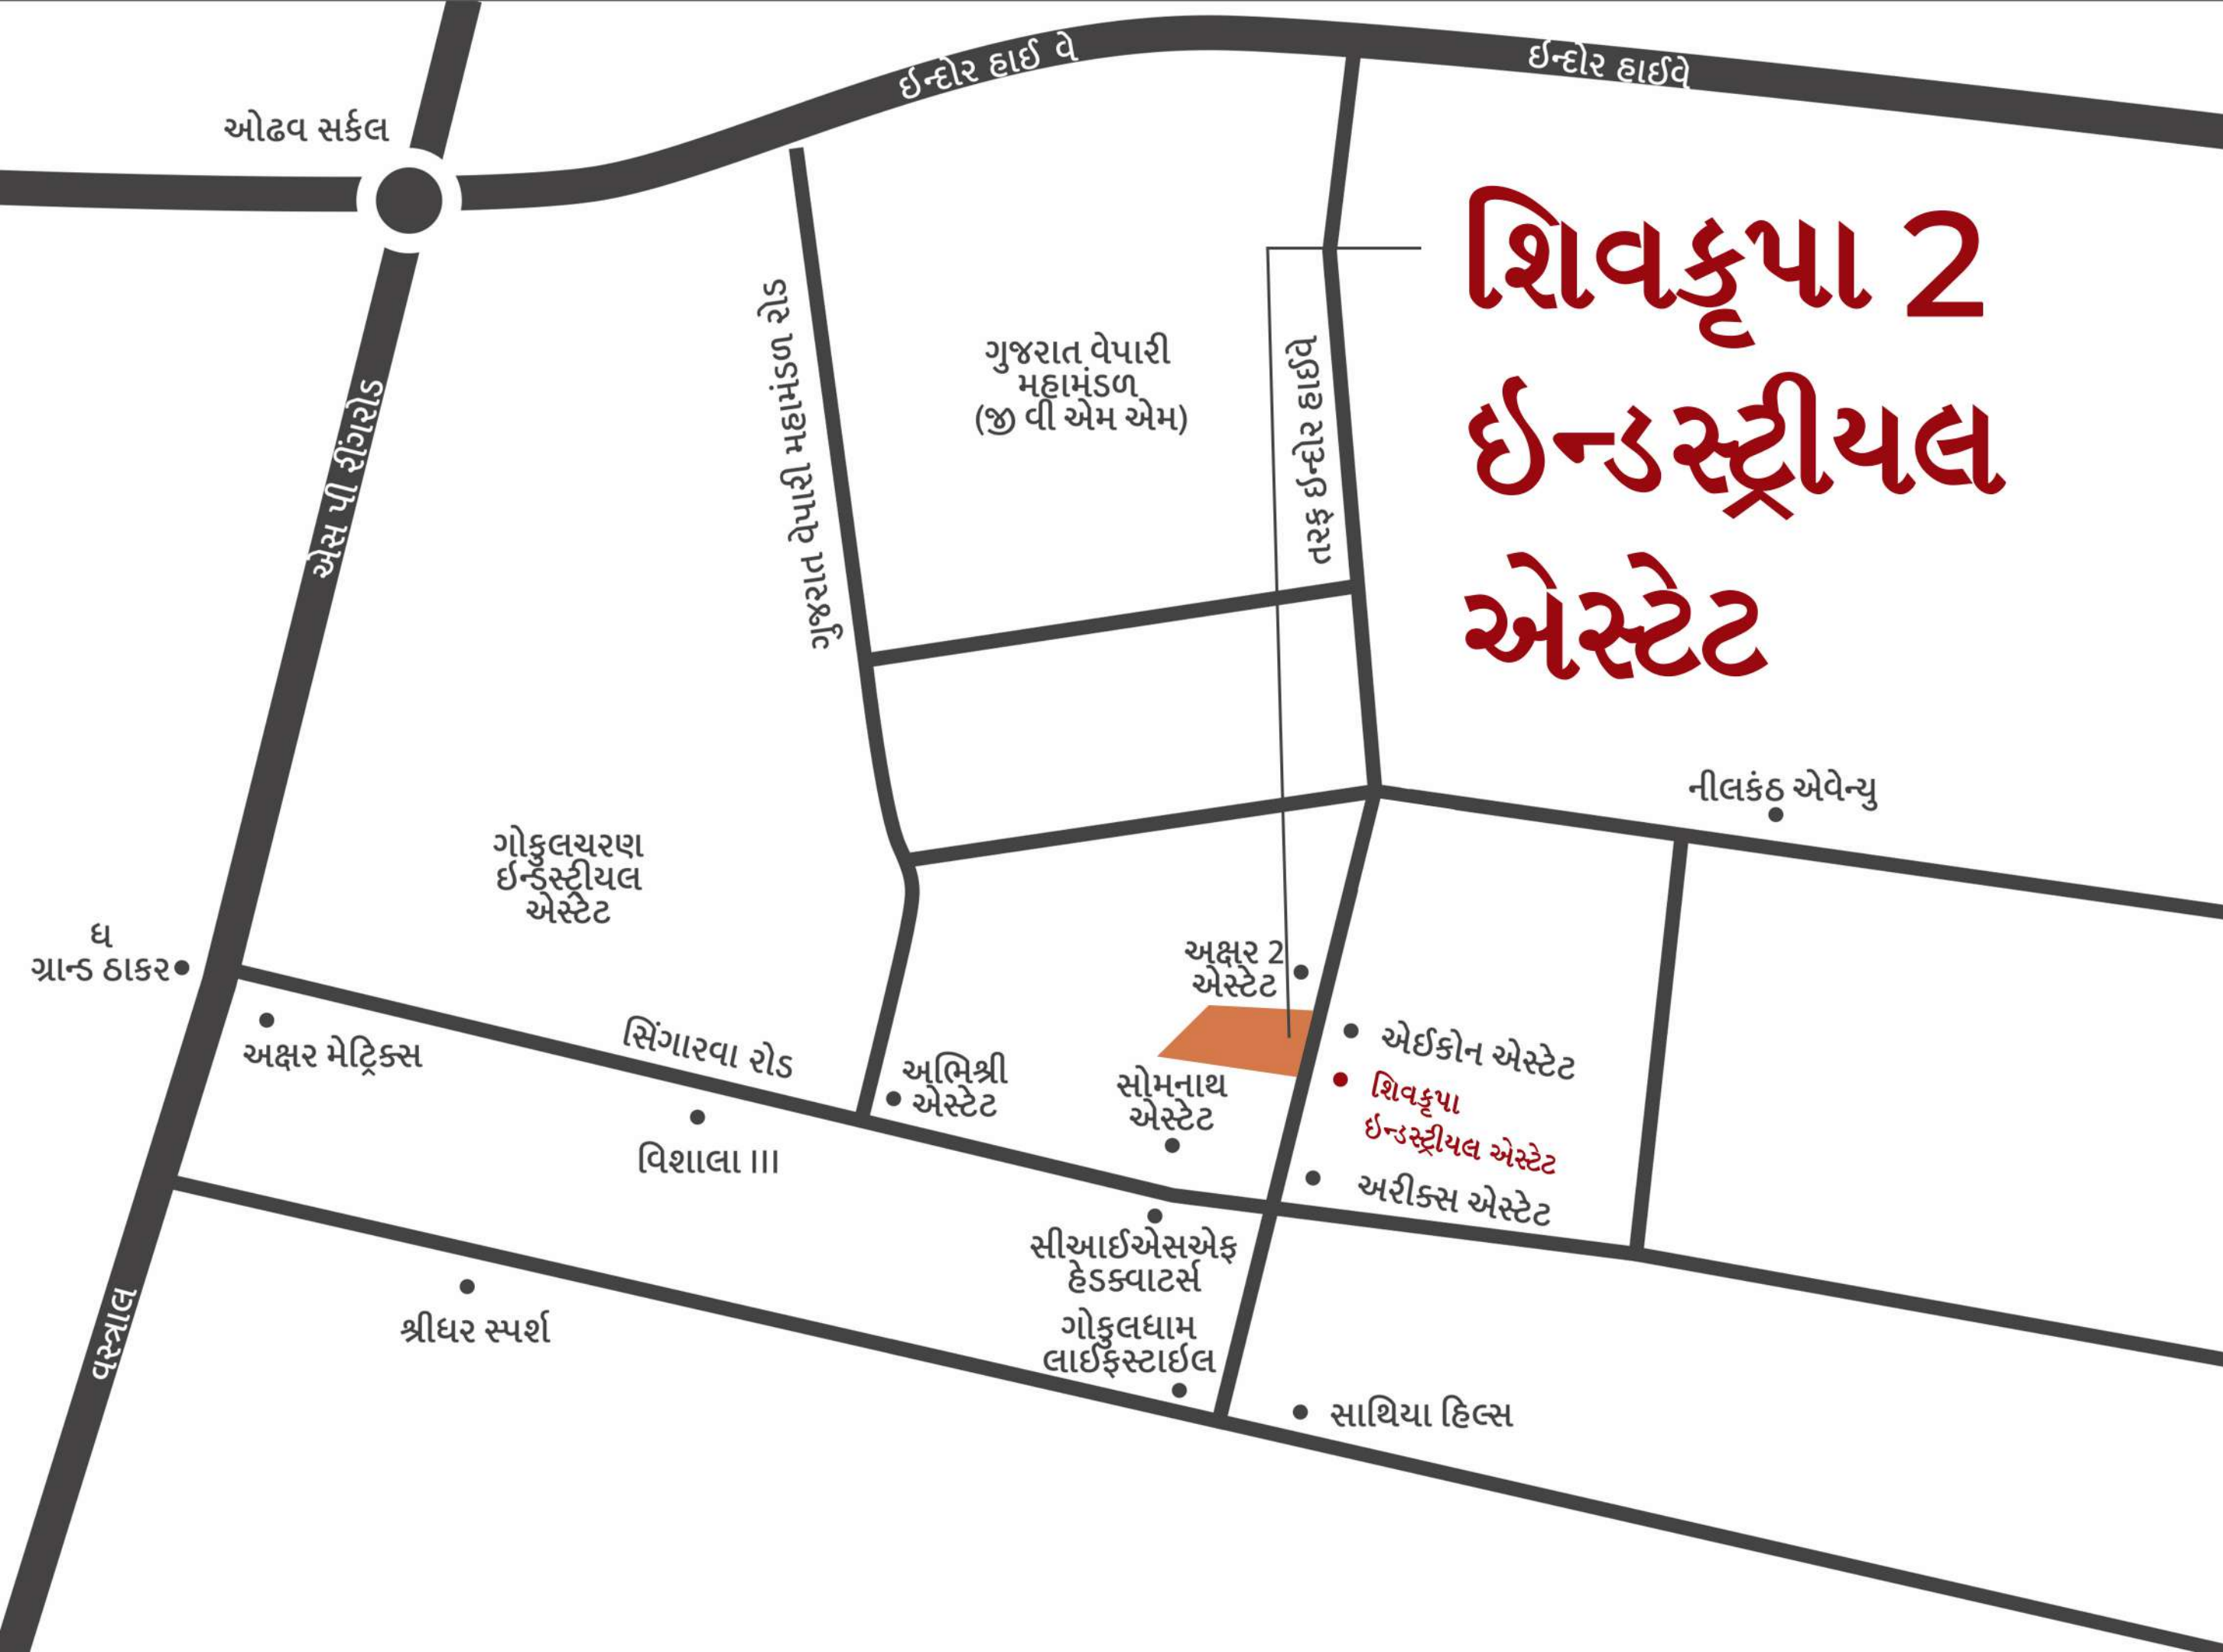 ઈન્દોર હાઈ વે
ઈન્દોર હાઈવે
ઓઢવ સર્કલ
શિવકૃપા 2
ઈન્ડસ્ટ્રીયલ
એસ્ટેટ
એસ પી રીંગરોડ
ગુજરાત વેપારી મહામંડળ રોડ
ગુજરાત વેપારી
મહામંડળ
(જી વી એમ એમ)
તરફ ઈન્દોર હાઈવે
નીલકંઠ એવેન્યુ
ગોકુલચરણ
ઈન્ડસ્ટ્રીયલ
એસ્ટેટ
ધ
ગ્રાન્ડ ઠાકર
અક્ષર 2
એસ્ટેટ
અક્ષર મેટ્રિક્સ
સિંગારવા રોડ
અભિશ્રી
એસ્ટેટ
સોમનાથ
એસ્ટેટ
એઈકોન એસ્ટેટ
શિવકૃપા
ઈન્ડસ્ટ્રીયલ એસ્ટેટ
અરીક્સ એસ્ટેટ
વિશાલા III
સીઆઈએસએફ
હેડક્વાટર્સ
ગોકુલધામ
લાઈફસ્ટાઈલ
શ્રીધર સ્પર્શ
વસ્ત્રાલ
સાથિયા હિલ્સ